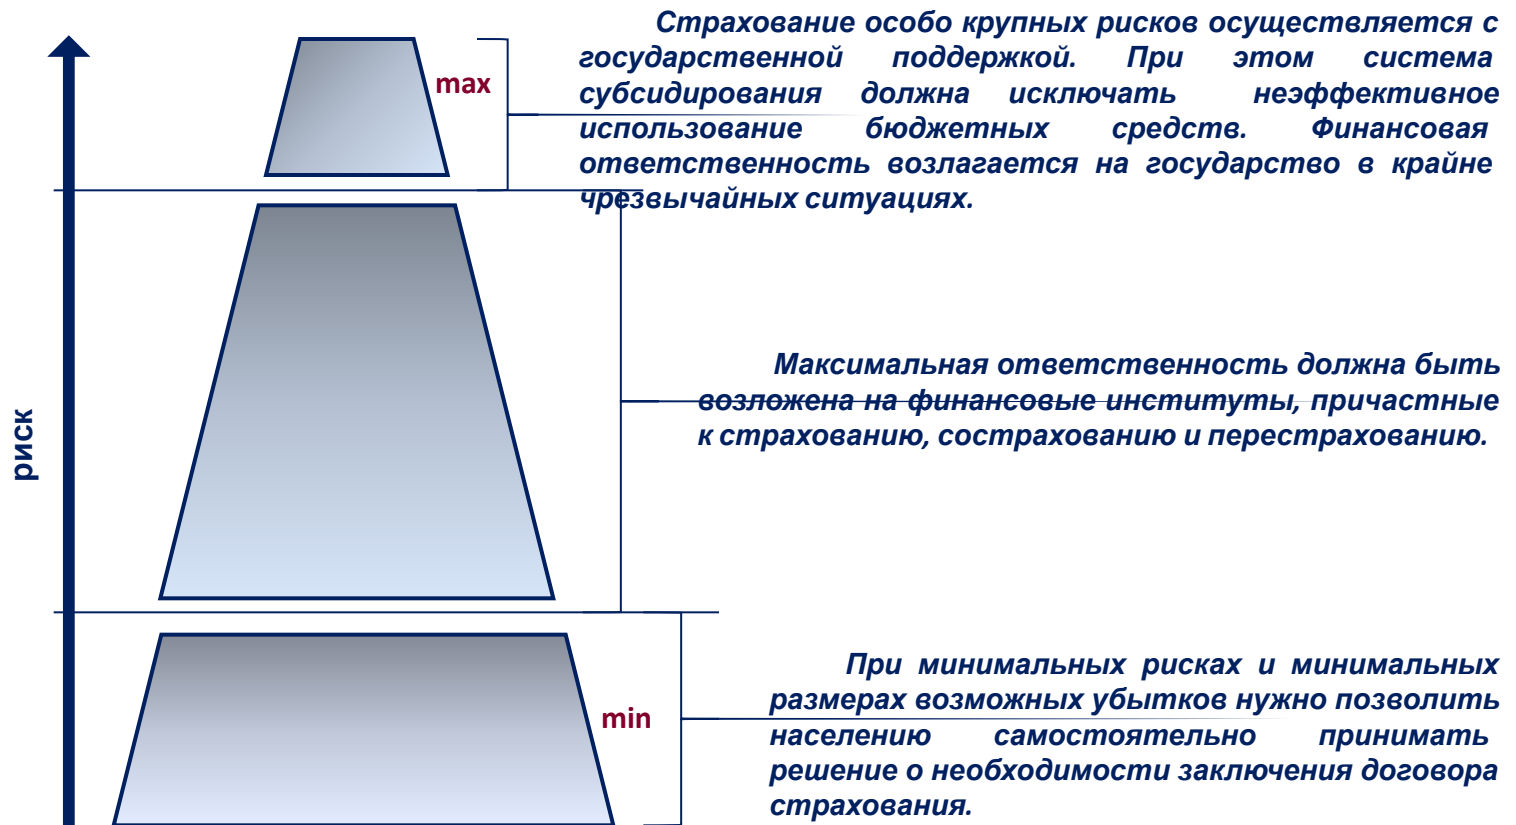 Страхование особо крупных рисков осуществляется с
государственной поддержкой. При этом система
субсидирования должна исключать неэффективное
использование бюджетных средств. Финансовая
ответственность возлагается на государство в крайне
чрезвычайных ситуациях.
max
Максимальная ответственность должна быть
возложена на финансовые институты, причастные
к страхованию, сострахованию и перестрахованию.
риск
При минимальных рисках и минимальных
размерах возможных убытков нужно позволить
населению самостоятельно принимать
решение о необходимости заключения договора
страхования.
min